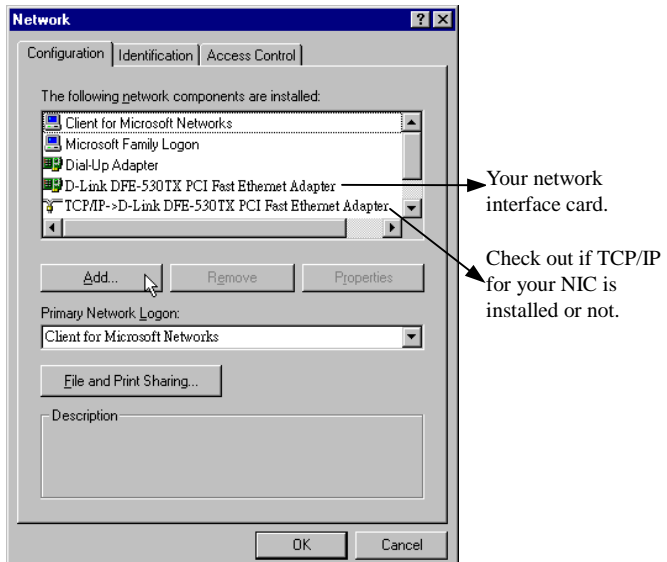 Network
Configuration Identification Access Control
The following network components are installed:
Client for Microsoft Networks
Microsoft Family Logon
Dial-Up Adapter
D-Link DFE-530TX PCI Fast Ethernet Adapter
TCP/IP->D-Link DFE-530TX PCI Fast Ethernet Adapter
Your network
interface card.
Check out if TCP/IP
for your NIC is
installed or not.
Add... Remove Properties
Primary Network Logon:
Client for Microsoft Networks
File and Print Sharing...
Description
OK Cancel